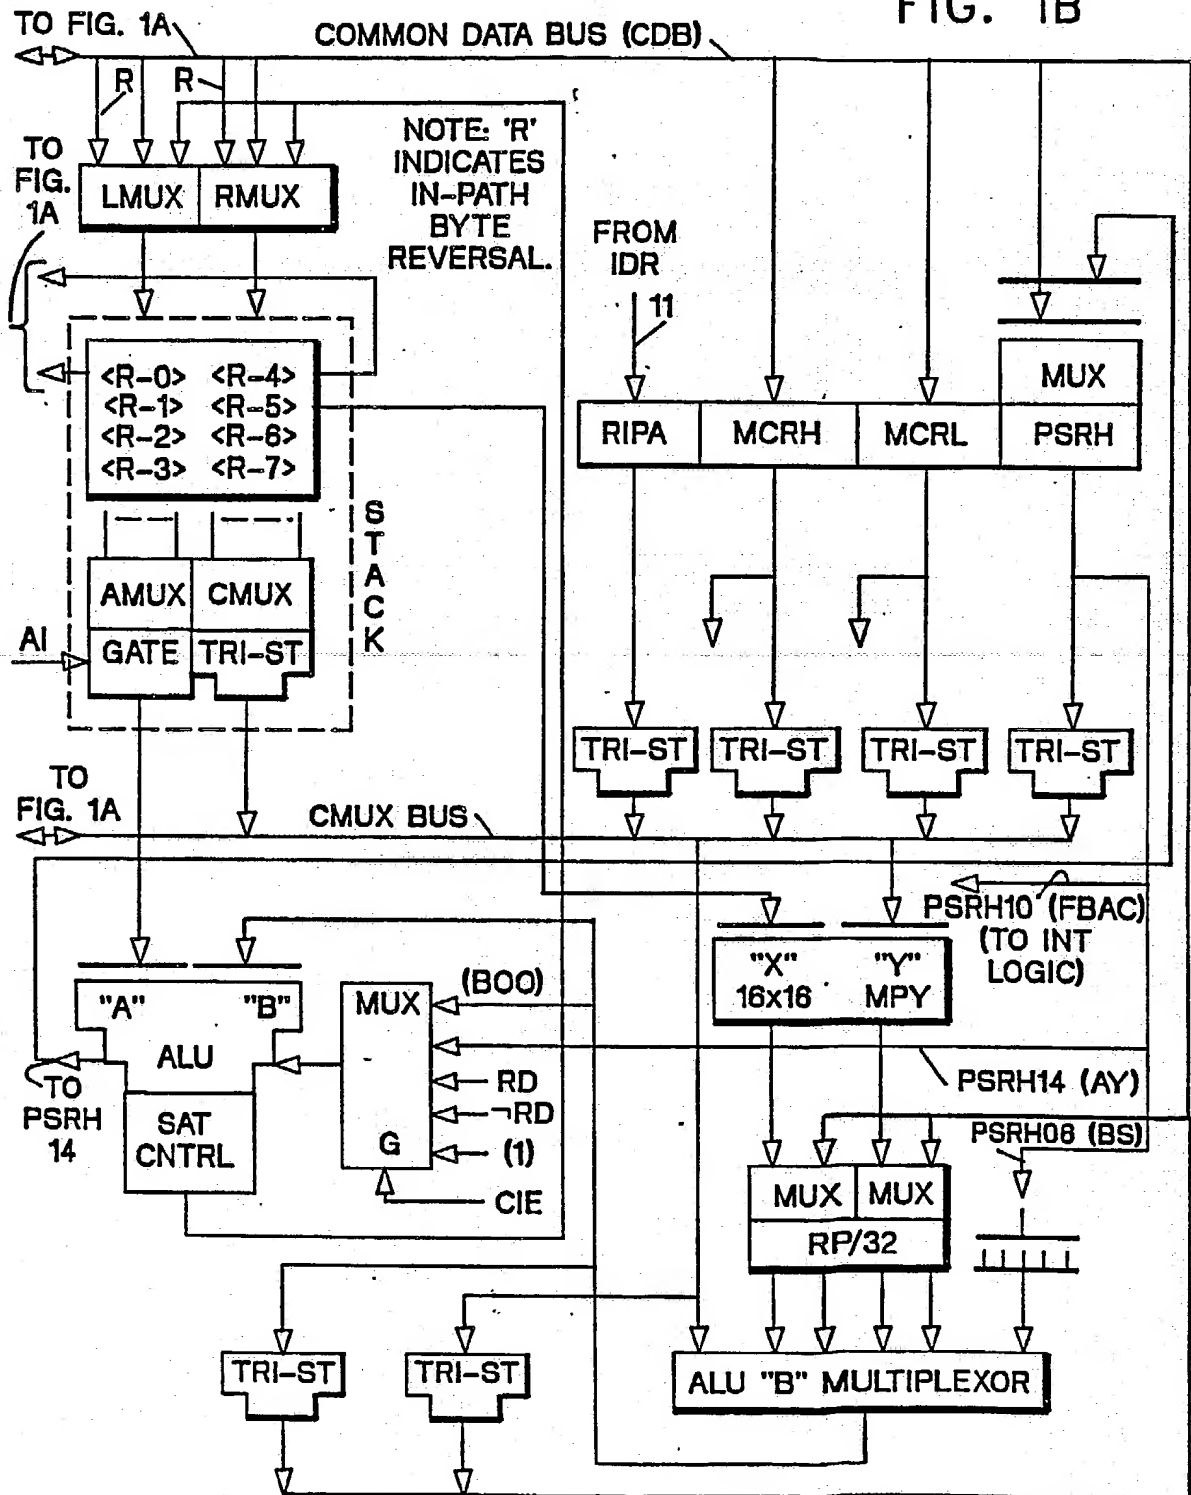 FIG. 1B
TO FIG. 1A
COMMON DATA BUS (CDB)
R
R
NOTE: 'R'
INDICATES
IN-PATH
BYTE
REVERSAL.
TO
FIG.
1A
LMUX
RMUX
FROM
IDR
11
<R-0> <R-4>
<R-1> <R-5>
<R-2> <R-6>
<R-3> <R-7>
MUX
RIPA
MCRH
MCRL
PSRH
STACK
AMUX
CMUX
AI
GATE
TRI-ST
TRI-ST
TRI-ST
TRI-ST
TRI-ST
TO
FIG. 1A
CMUX BUS
PSRH10 (FBAC)
(TO INT
LOGIC)
"X"
16x16
"Y"
MPY
"A"
"B"
ALU
MUX
(B00)
TO
PSRH
14
SAT
CNTRL
RD
¬RD
(1)
G
CIE
PSRH14 (AY)
PSRH08 (BS)
MUX
MUX
RP/32
TRI-ST
TRI-ST
ALU "B" MULTIPLEXOR